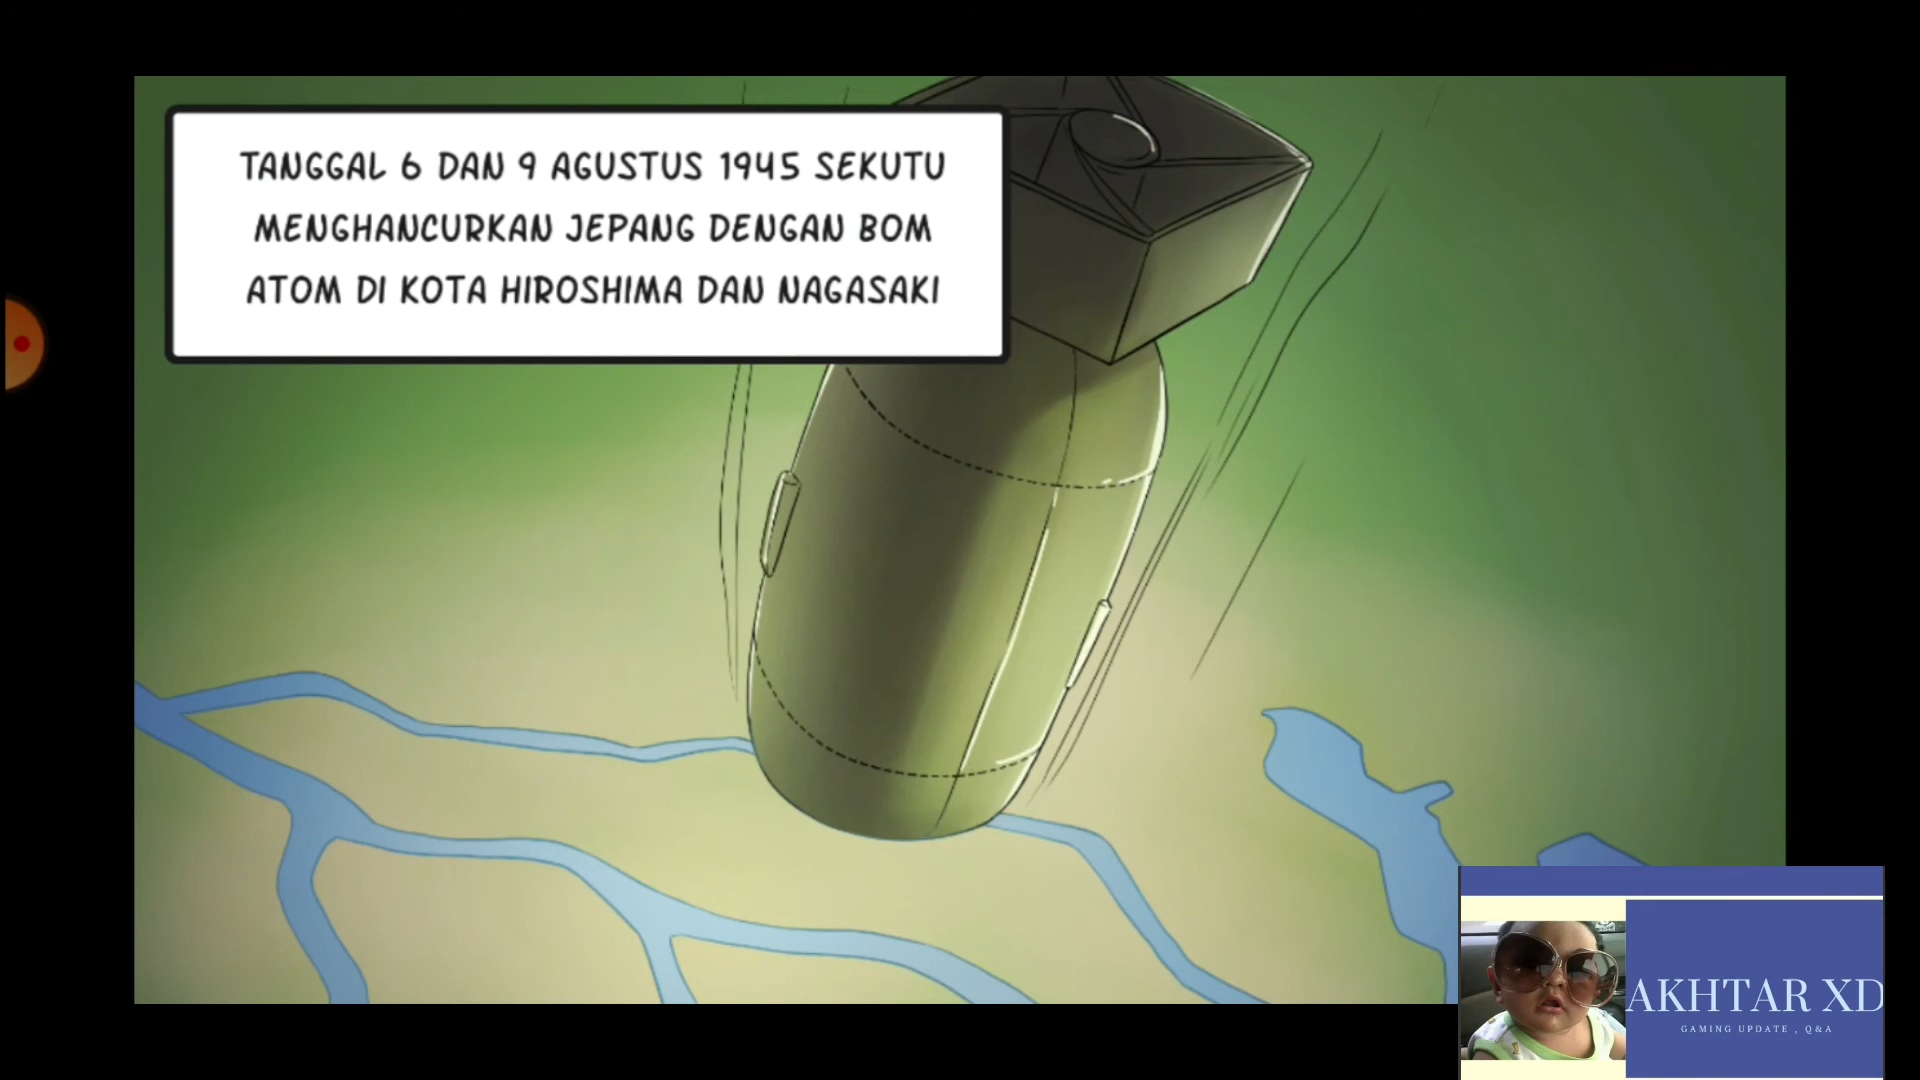 TANGGAL 6 DAN 9 AGUSTUS 1945 SEKUTU
MENGHANCURKAN JEPANG DENGAN BOM
ATOM DI KOTA HIROSHIMA DAN NAGASAKI
AKHTAR XD
GAMING UPDATE , Q&A